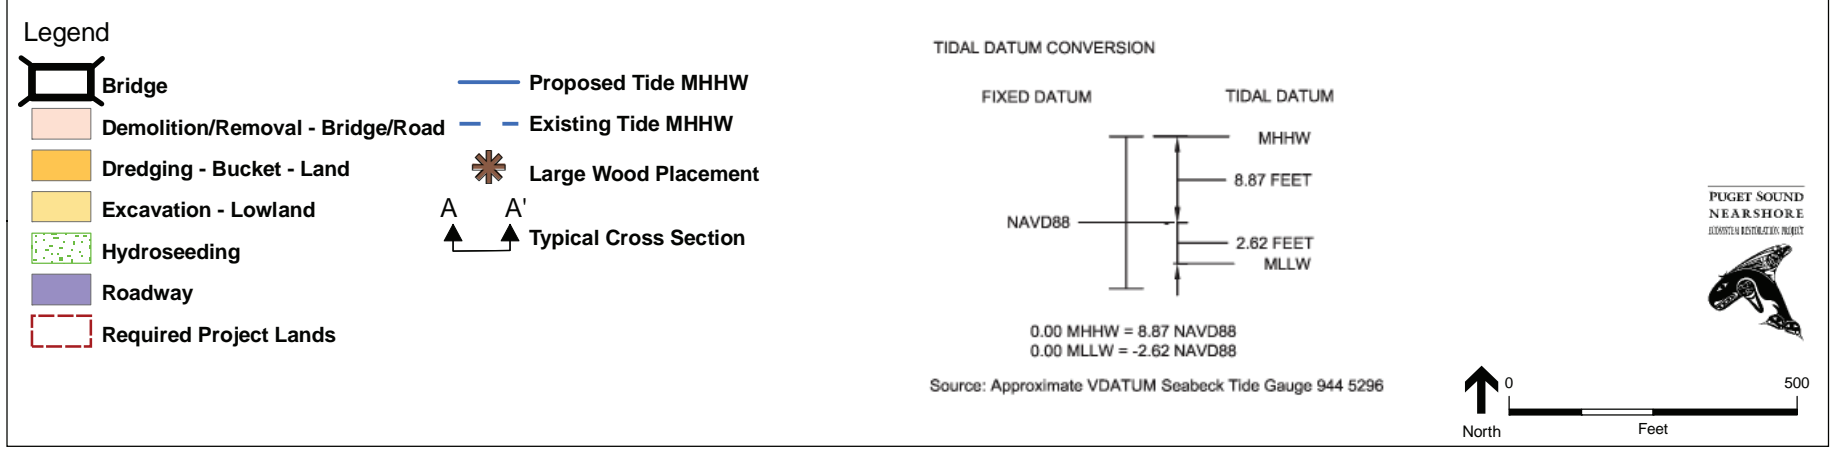 Legend
Bridge
Demolition/Removal - Bridge/Road
Dredging - Bucket - Land
Excavation - Lowland
Hydroseeding
Roadway
Required Project Lands
Proposed Tide MHHW
Existing Tide MHHW
Large Wood Placement
A A'
Typical Cross Section
TIDAL DATUM CONVERSION
FIXED DATUM TIDAL DATUM
MHHW
8.87 FEET
NAVD88
2.62 FEET
MLLW
0.00 MHHW = 8.87 NAVD88
0.00 MLLW = -2.62 NAVD88
Source: Approximate VDATUM Seabeck Tide Gauge 944 5296
PUGET SOUND
NEARSHORE
ECOSYSTEM RESTORATION PROJECT
0 500
North
Feet